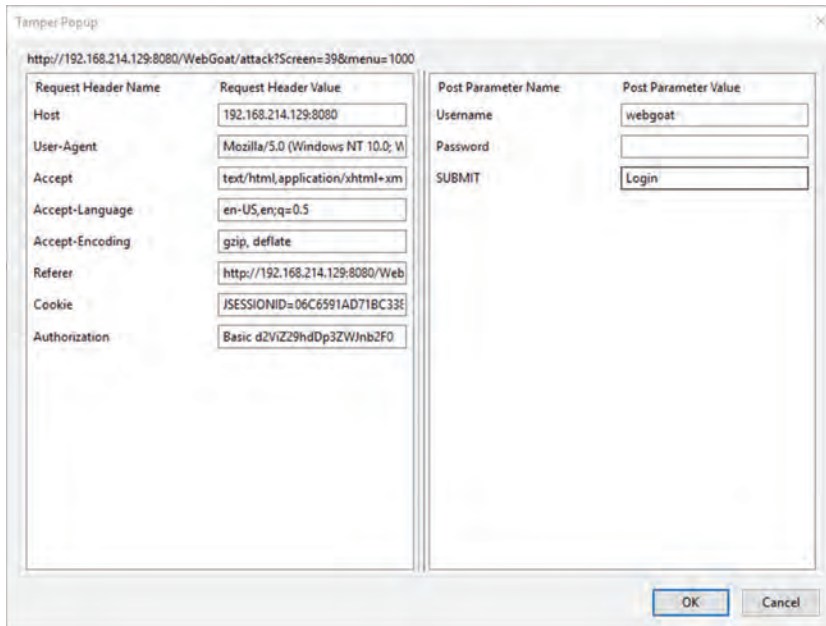 Tamper Popup
http://192.168.214.129:8080/WebGoat/attack?Screen=39&menu=1000
Request Header Name Request Header Value
Host 192.168.214.129:8080
User-Agent Mozilla/5.0 (Windows NT 10.0; W
Accept text/html,application/xhtml+xm
Accept-Language en-US,en;q=0.5
Accept-Encoding gzip, deflate
Referer http://192.168.214.129:8080/Web
Cookie JSESSIONID=06C6591AD71BC338
Authorization Basic d2ViZ29hdDp3ZWJnb2F0
Post Parameter Name Post Parameter Value
Username webgoat
Password
SUBMIT Login
OK Cancel